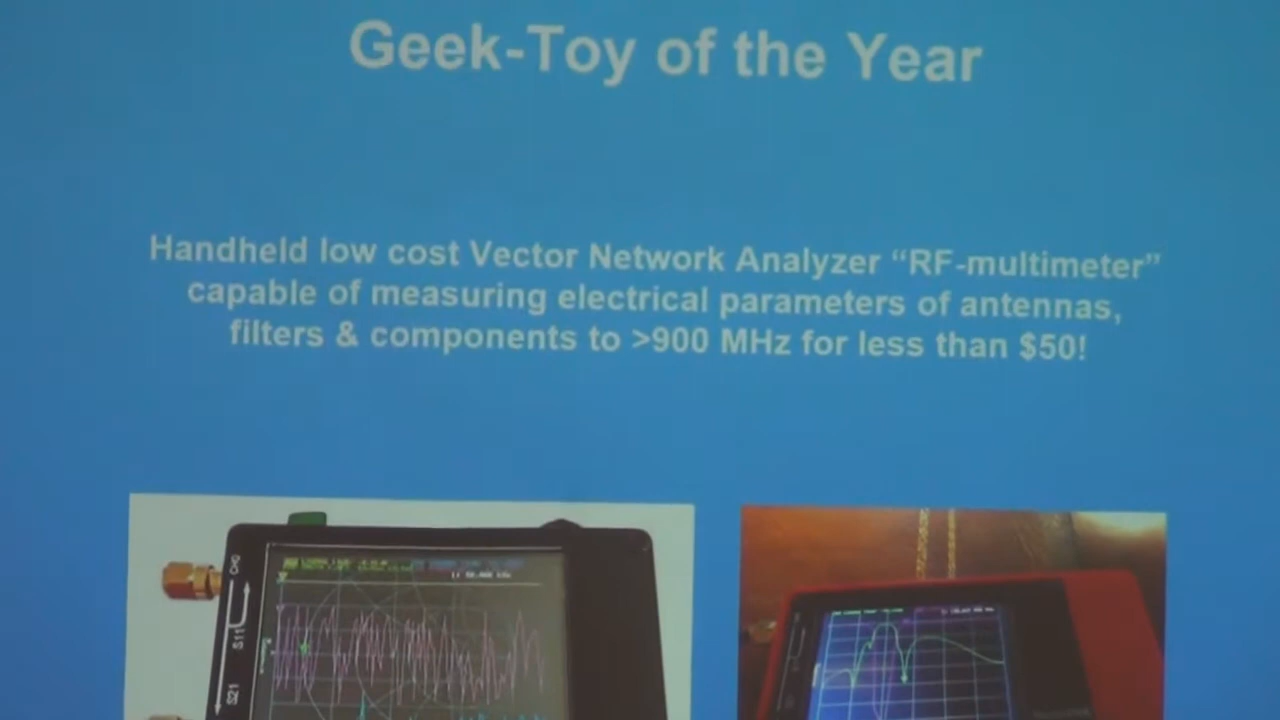 Geek-Toy of the Year
Handheld low cost Vector Network Analyzer “RF-multimeter”
capable of measuring electrical parameters of antennas,
filters & components to >900 MHz for less than $50!
CH0
S11
S21